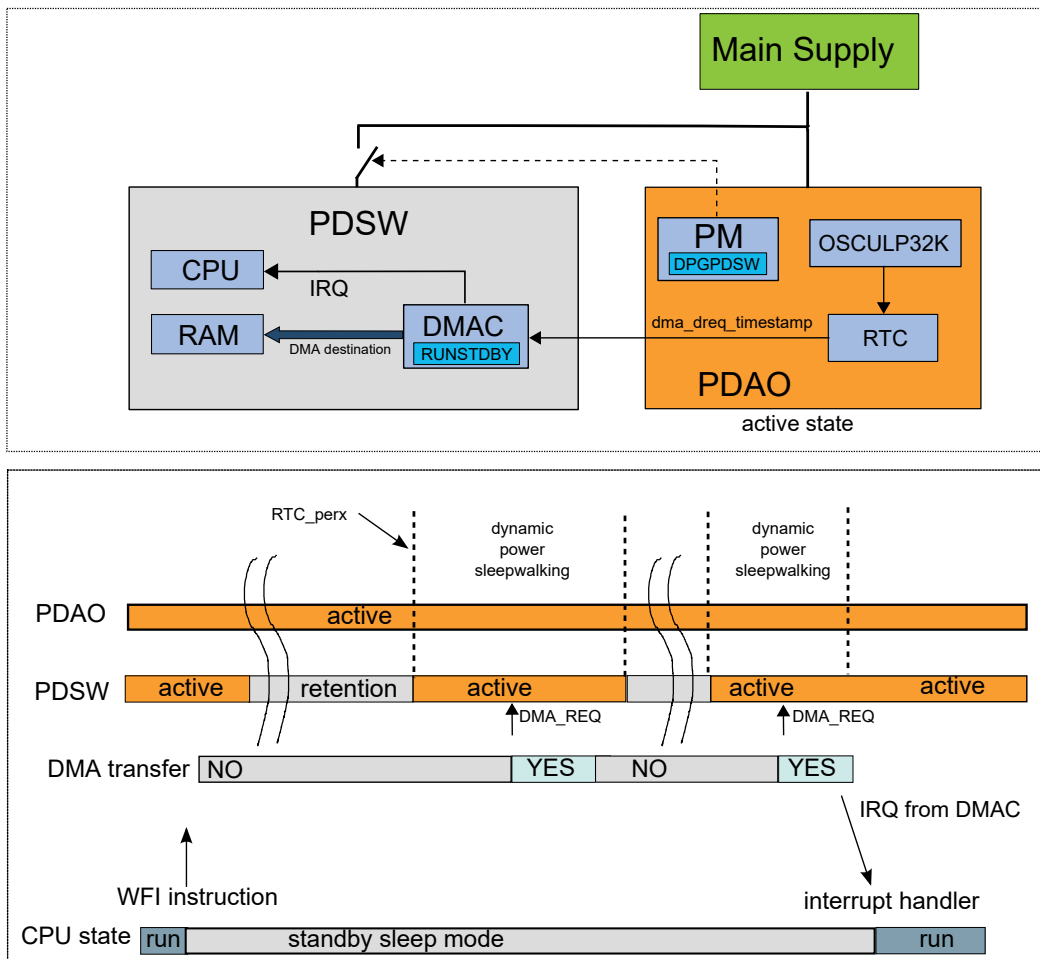 Main Supply
PDSW
PM
DPGPDSW
OSCULP32K
CPU
IRQ
RAM
DMA destination
DMAC
RUNSTDBY
dma_dreq_timestamp
RTC
PDAO
active state
RTC_perx
dynamic
power
sleepwalking
dynamic
power
sleepwalking
PDAO
active
PDSW
active
retention
active
active
active
DMA_REQ
DMA_REQ
DMA transfer
NO
YES
NO
YES
IRQ from DMAC
WFI instruction
interrupt handler
CPU state
run
standby sleep mode
run